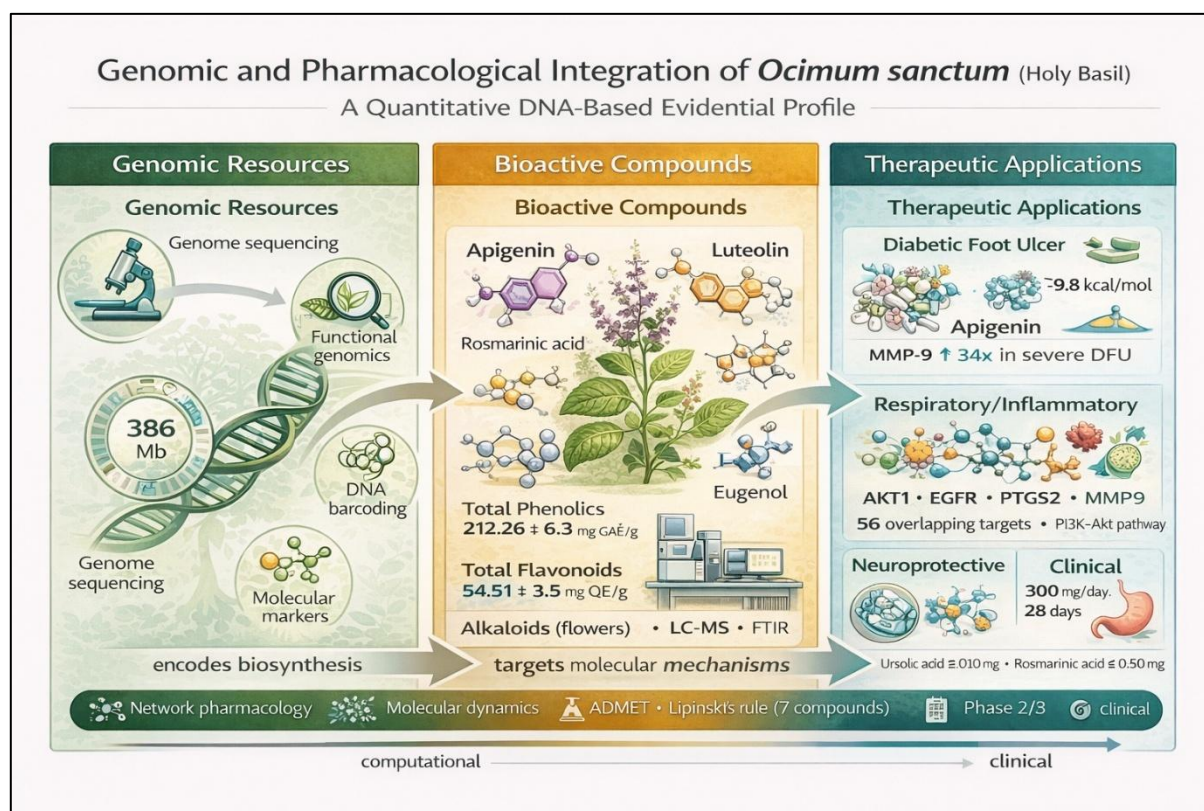 Genomic and Pharmacological Integration of Ocimum sanctum (Holy Basil)
A Quantitative DNA-Based Evidential Profile
Genomic Resources
Genomic Resources
Genome sequencing
Functional
genomics
386
Mb
DNA
barcoding
Genome
sequencing
Molecular
markers
encodes biosynthesis
Bioactive Compounds
Bioactive Compounds
Apigenin
Luteolin
Rosmarinic acid
Eugenol
Total Phenolics
212.26 ‡ 6.3 mg GAÉ/g
Total Flavonoids
54.51 ‡ 3.5 mg QE/g
Alkaloids (flowers) • LC-MS • FTIR
targets molecular mechanisms
Therapeutic Applications
Therapeutic Applications
Diabetic Foot Ulcer
-9.8 kcal/mol
Apigenin
MMP-9 ↑ 34x in severe DFU
Respiratory/Inflammatory
AKT1 • EGFR • PTGS2 • MMP9
56 overlapping targets • PI3K-Akt pathway
Neuroprotective
Clinical
300 mg/day.
28 days
Ursolic acid ≧.010 mg • Rosmarinic acid ≦ 0.50 mg
Network pharmacology
Molecular dynamics
ADMET • Lipinski's rule (7 compounds)
Phase 2/3
clinical
computational
clinical